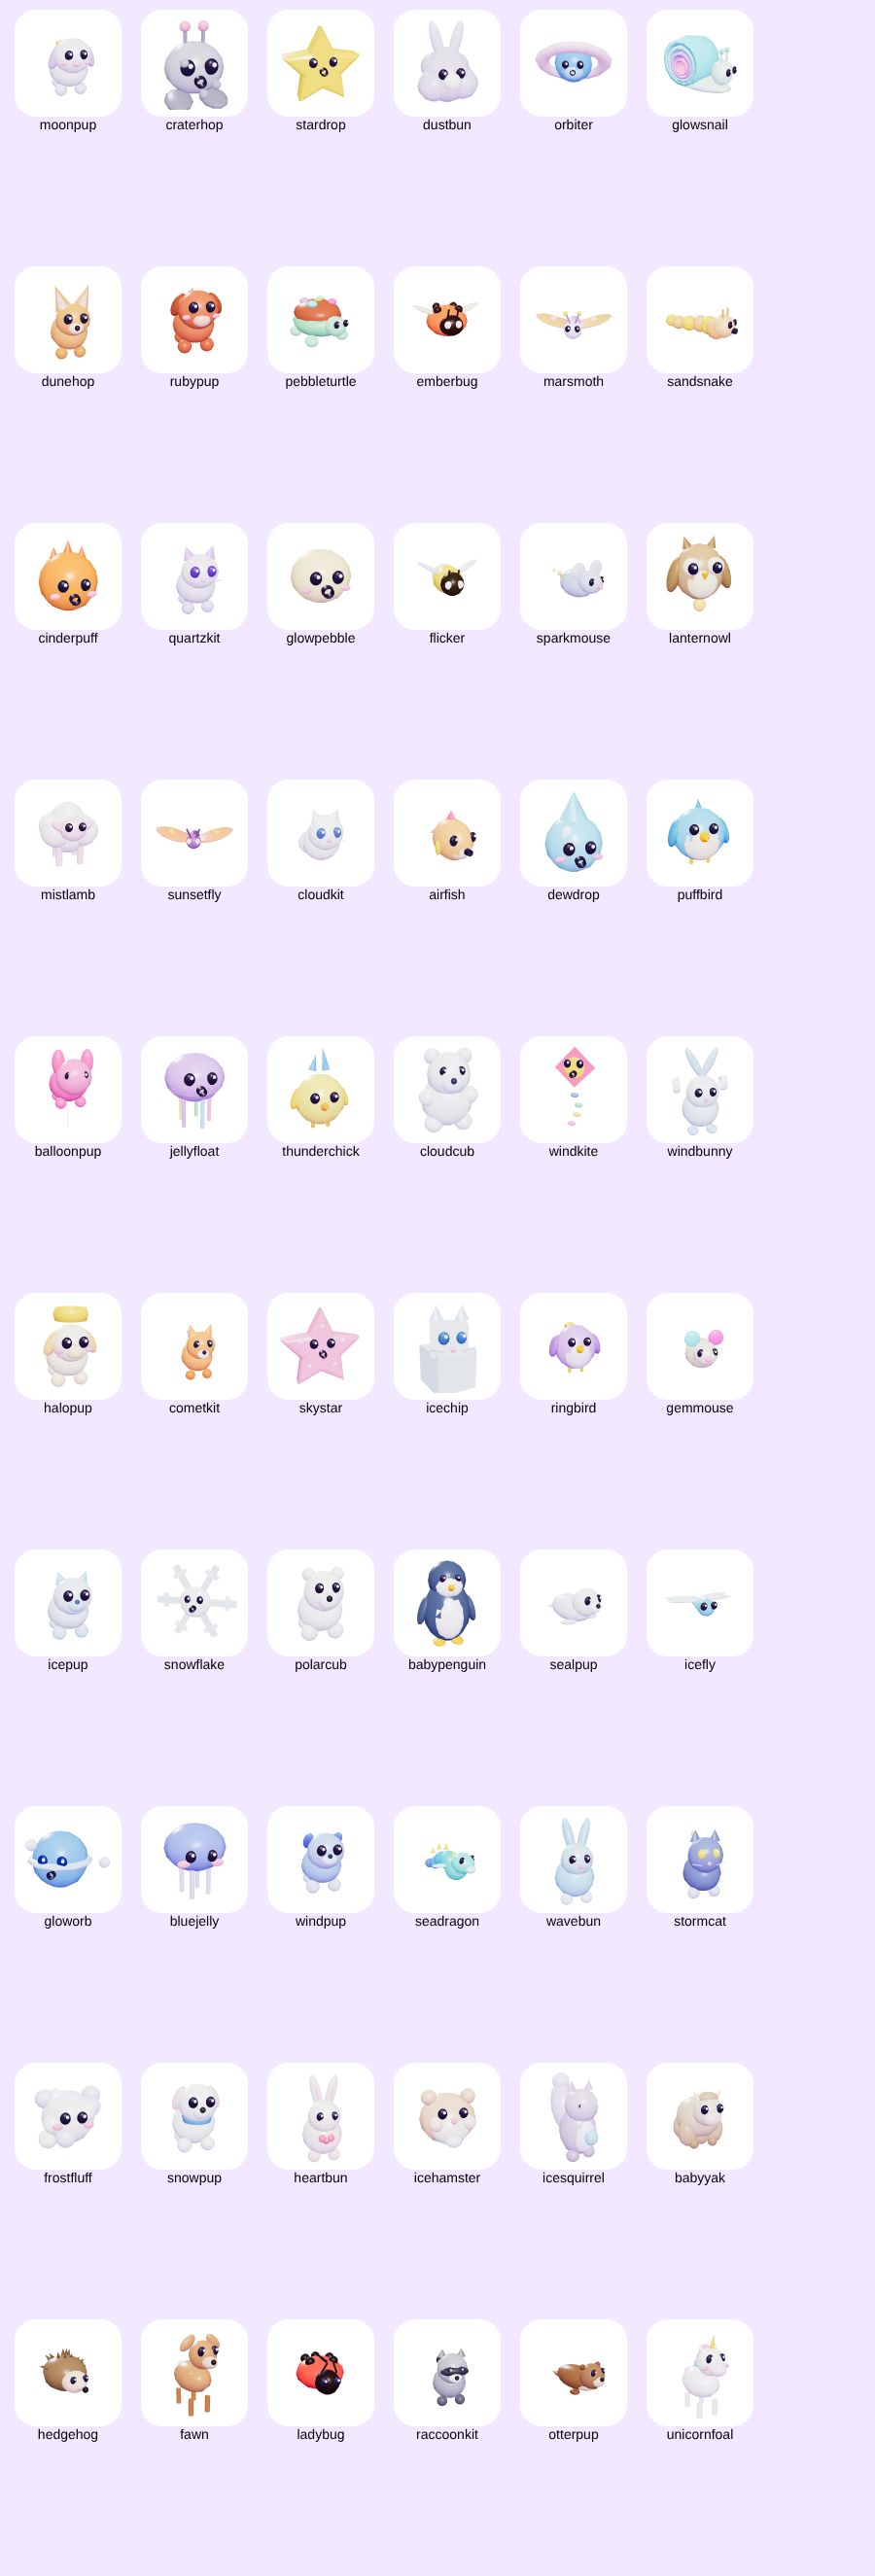 moonpup craterhop stardrop dustbun orbiter glowsnail
dunehop rubypup pebbleturtle emberbug marsmoth sandsnake
cinderpuff quartzkit glowpebble flicker sparkmouse lanternowl
mistlamb sunsetfly cloudkit airfish dewdrop puffbird
balloonpup jellyfloat thunderchick cloudcub windkite windbunny
halopup cometkit skystar icechip ringbird gemmouse
icepup snowflake polarcub babypenguin sealpup icefly
gloworb bluejelly windpup seadragon wavebun stormcat
frostfluff snowpup heartbun icehamster icesquirrel babyyak
hedgehog fawn ladybug raccoonkit otterpup unicornfoal